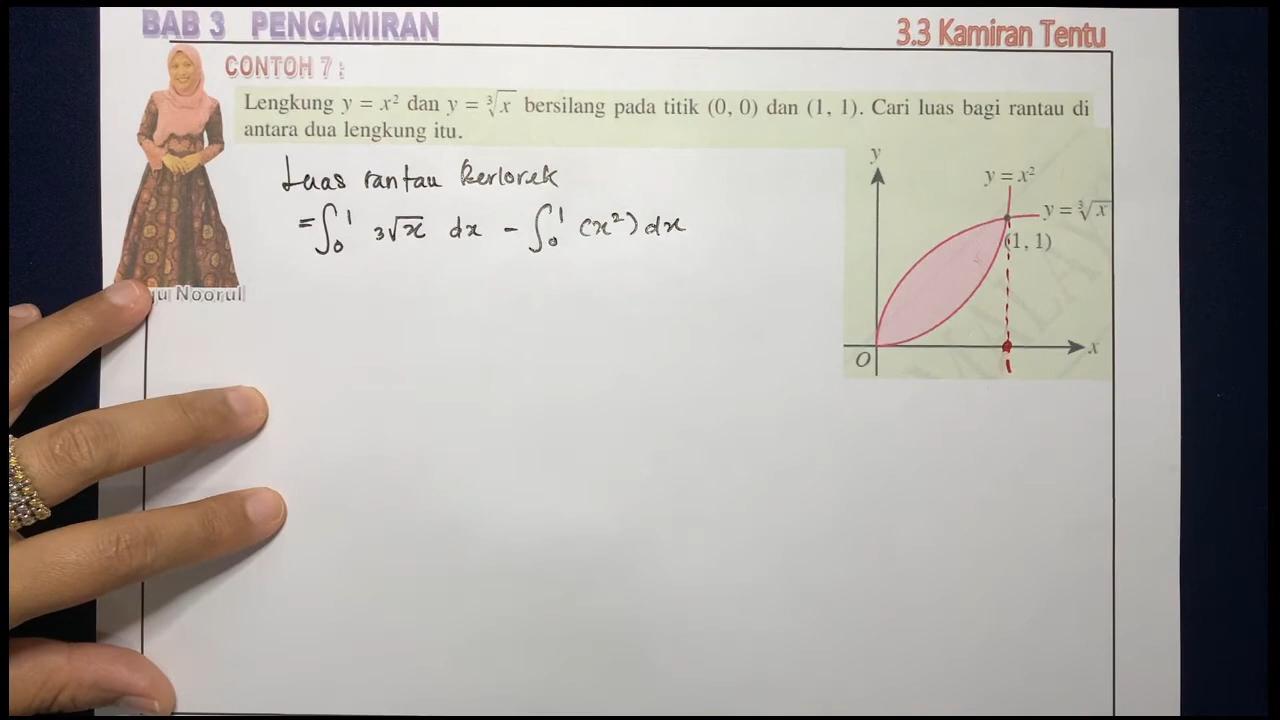 BAB 3 PENGAMIRAN
3.3 Kamiran Tentu
CONTOH 7 :
Lengkung y = x² dan y = ∛x bersilang pada titik (0, 0) dan (1, 1). Cari luas bagi rantau di
antara dua lengkung itu.
Luas rantau berlorek
= ∫₀¹ 3√x dx - ∫₀¹ (x²) dx
y
y = x²
y = ∛x
(1, 1)
O
x
Noorul